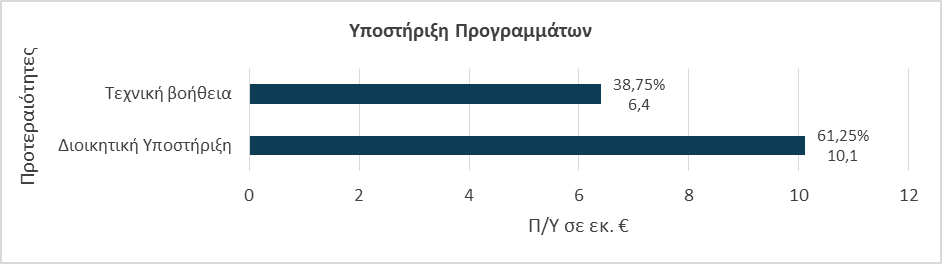 Υποστήριξη Προγραμμάτων
Προτεραιότητες
Τεχνική βοήθεια
38,75%
6,4
Διοικητική Υποστήριξη
61,25%
10,1
0 2 4 6 8 10 12
Π/Υ σε εκ. €